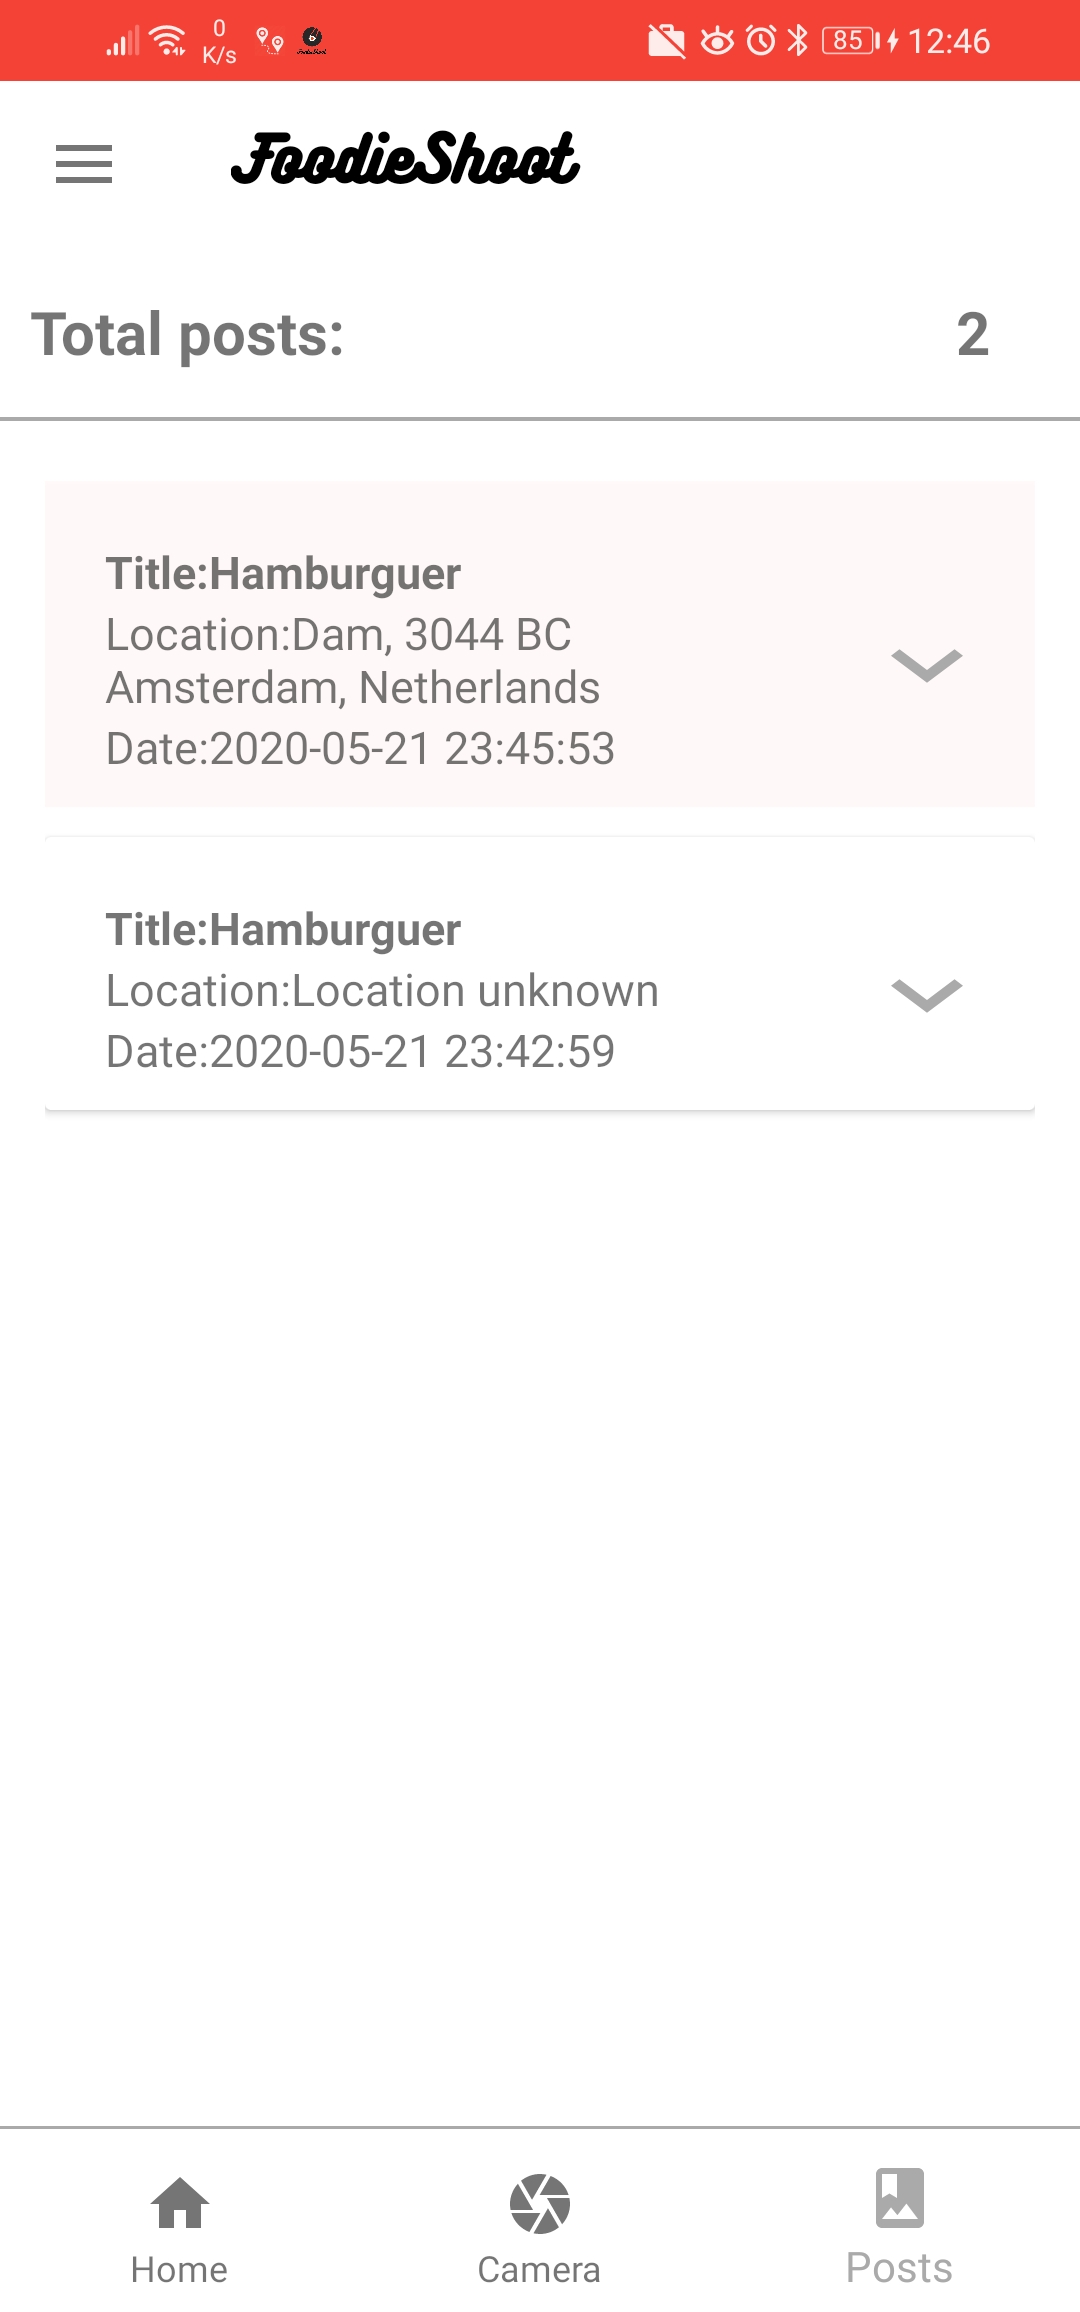 0
K/s
85
12:46
FoodieShoot
Total posts:
2
Title:Hamburguer
Location:Dam, 3044 BC
Amsterdam, Netherlands
Date:2020-05-21 23:45:53
Title:Hamburguer
Location:Location unknown
Date:2020-05-21 23:42:59
Home
Camera
Posts